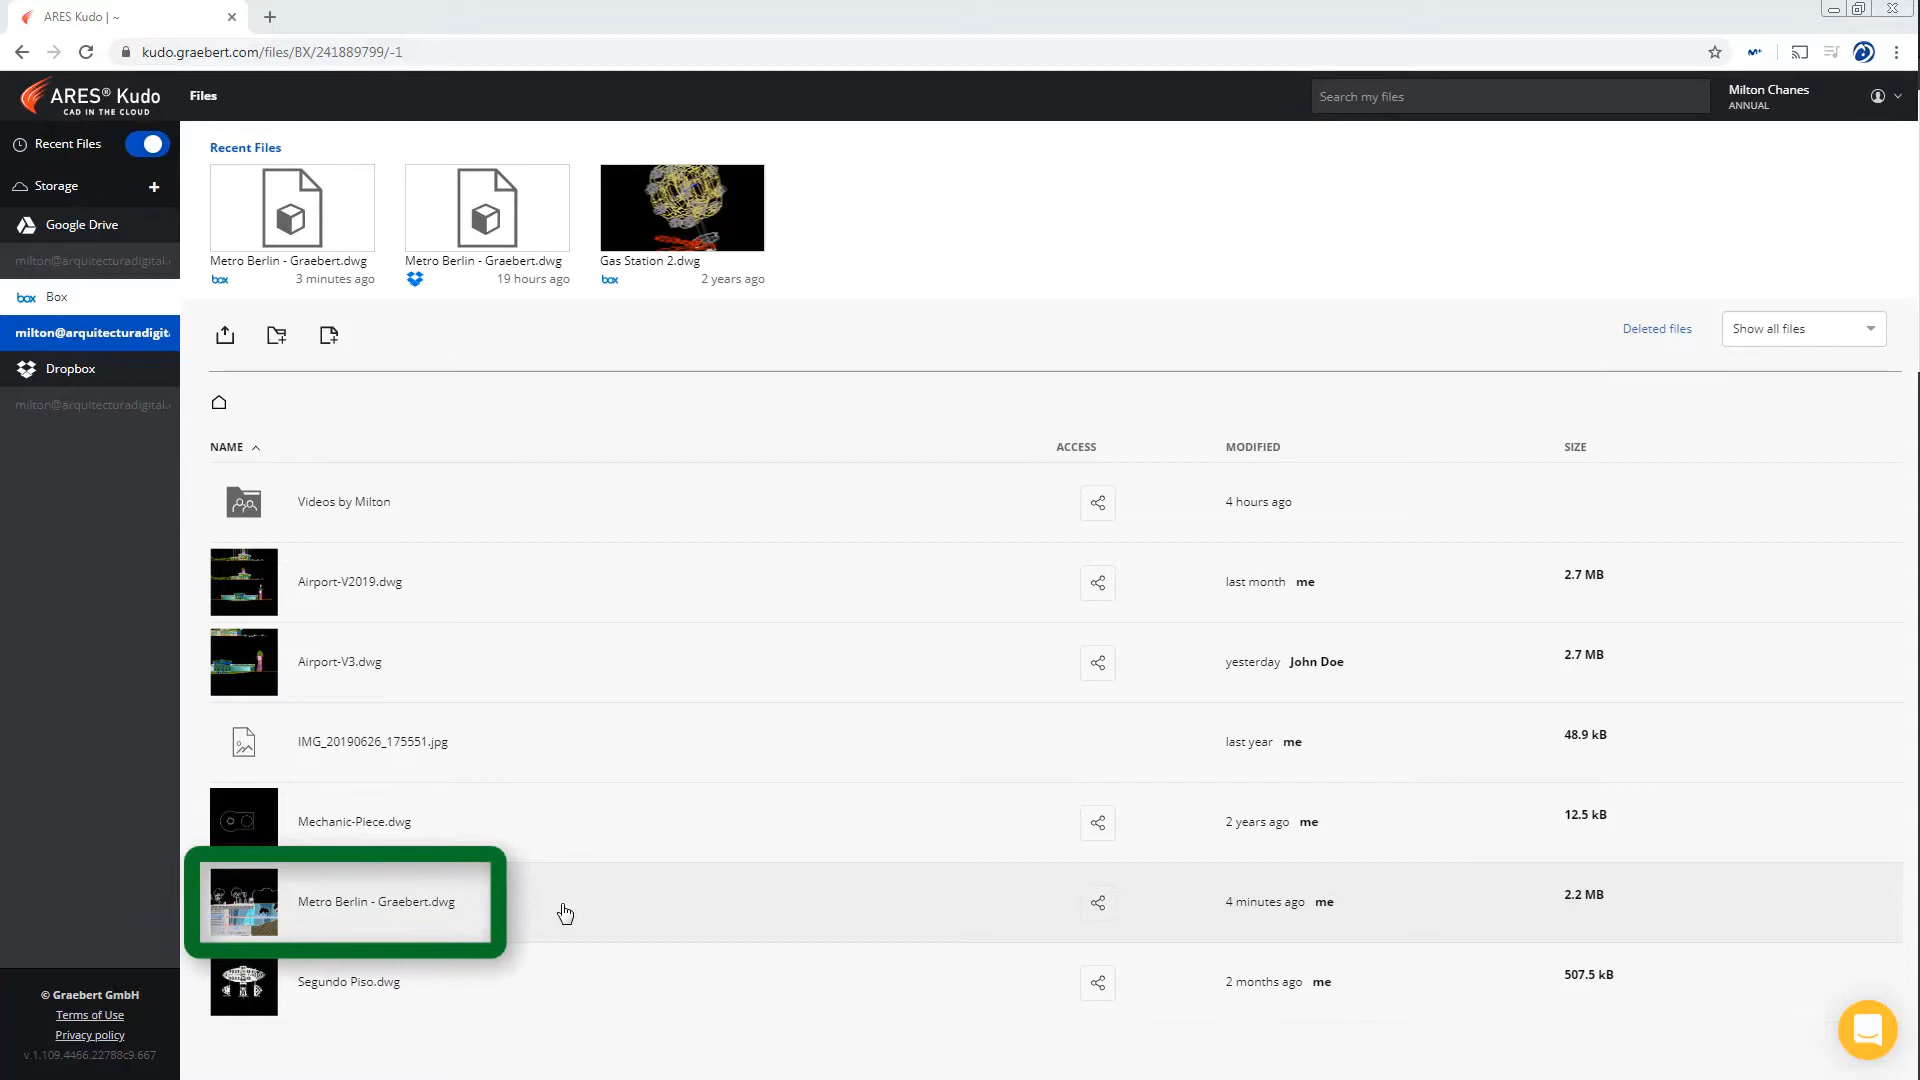 ARES Kudo | ~
kudo.graebert.com/files/BX/241889799/-1
ARES® Kudo
CAD IN THE CLOUD
Files
Search my files
Milton Chanes
ANNUAL
Recent Files
Storage
Google Drive
milton@arquitecturadigital.
Box
milton@arquitecturadigit
Dropbox
milton@arquitecturadigital.
Recent Files
Metro Berlin - Graebert.dwg
box 3 minutes ago
Metro Berlin - Graebert.dwg
19 hours ago
Gas Station 2.dwg
box 2 years ago
Deleted files
Show all files
NAME ACCESS MODIFIED SIZE
Videos by Milton 4 hours ago
Airport-V2019.dwg last month me 2.7 MB
Airport-V3.dwg yesterday John Doe 2.7 MB
IMG_20190626_175551.jpg last year me 48.9 kB
Mechanic-Piece.dwg 2 years ago me 12.5 kB
Metro Berlin - Graebert.dwg 4 minutes ago me 2.2 MB
Segundo Piso.dwg 2 months ago me 507.5 kB
© Graebert GmbH
Terms of Use
Privacy policy
v.1.109.4466.22788c9.667